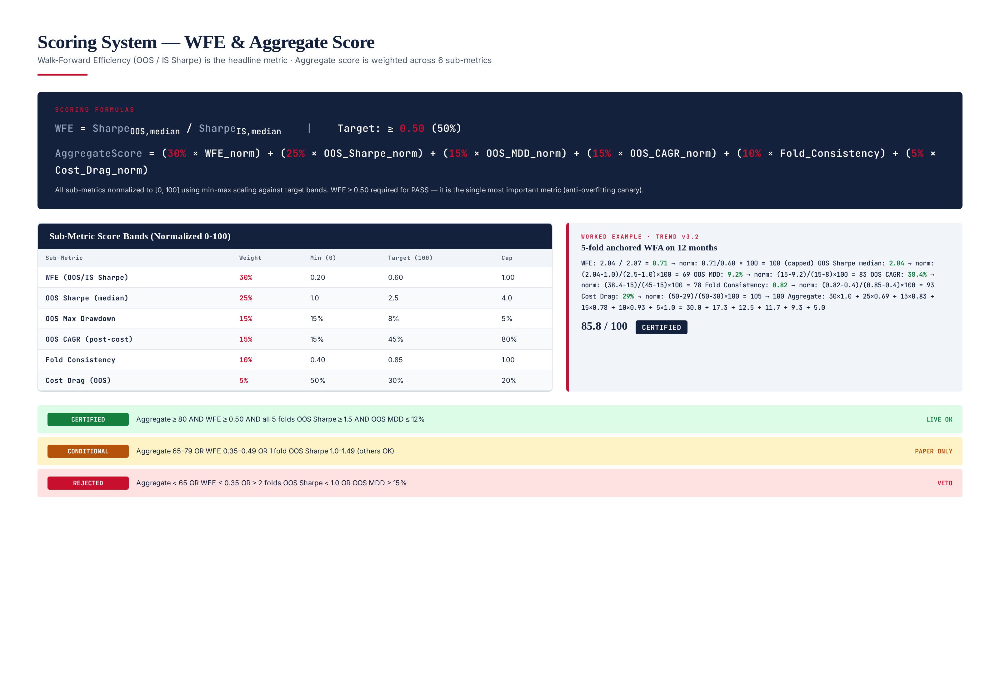 Scoring System — WFE & Aggregate Score
Walk-Forward Efficiency (OOS / IS Sharpe) is the headline metric · Aggregate score is weighted across 6 sub-metrics
SCORING FORMULAS
WFE = Sharpe OOS,median / Sharpe IS,median | Target: ≥ 0.50 (50%)
AggregateScore = (30% × WFE_norm) + (25% × OOS_Sharpe_norm) + (15% × OOS_MDD_norm) + (15% × OOS_CAGR_norm) + (10% × Fold_Consistency) + (5% ×
Cost_Drag_norm)
All sub-metrics normalized to [0, 100] using min-max scaling against target bands. WFE ≥ 0.50 required for PASS — it is the single most important metric (anti-overfitting canary).
Sub-Metric Score Bands (Normalized 0-100)
Sub-Metric Weight Min (0) Target (100) Cap
WFE (OOS/IS Sharpe) 30% 0.20 0.60 1.00
OOS Sharpe (median) 25% 1.0 2.5 4.0
OOS Max Drawdown 15% 15% 8% 5%
OOS CAGR (post-cost) 15% 15% 45% 80%
Fold Consistency 10% 0.40 0.85 1.00
Cost Drag (OOS) 5% 50% 30% 20%
WORKED EXAMPLE · TREND v3.2
5-fold anchored WFA on 12 months
WFE: 2.04 / 2.87 = 0.71 → norm: 0.71/0.60 × 100 = 100 (capped) OOS Sharpe median: 2.04 → norm:
(2.04-1.0)/(2.5-1.0)×100 = 69 OOS MDD: 9.2% → norm: (15-9.2)/(15-8)×100 = 83 OOS CAGR: 38.4% →
norm: (38.4-15)/(45-15)×100 = 78 Fold Consistency: 0.82 → norm: (0.82-0.4)/(0.85-0.4)×100 = 93
Cost Drag: 29% → norm: (50-29)/(50-30)×100 = 105 → 100 Aggregate: 30×1.0 + 25×0.69 + 15×0.83 +
15×0.78 + 10×0.93 + 5×1.0 = 30.0 + 17.3 + 12.5 + 11.7 + 9.3 + 5.0
85.8 / 100 CERTIFIED
CERTIFIED Aggregate ≥ 80 AND WFE ≥ 0.50 AND all 5 folds OOS Sharpe ≥ 1.5 AND OOS MDD ≤ 12% LIVE OK
CONDITIONAL Aggregate 65-79 OR WFE 0.35-0.49 OR 1 fold OOS Sharpe 1.0-1.49 (others OK) PAPER ONLY
REJECTED Aggregate < 65 OR WFE < 0.35 OR ≥ 2 folds OOS Sharpe < 1.0 OR OOS MDD > 15% VETO